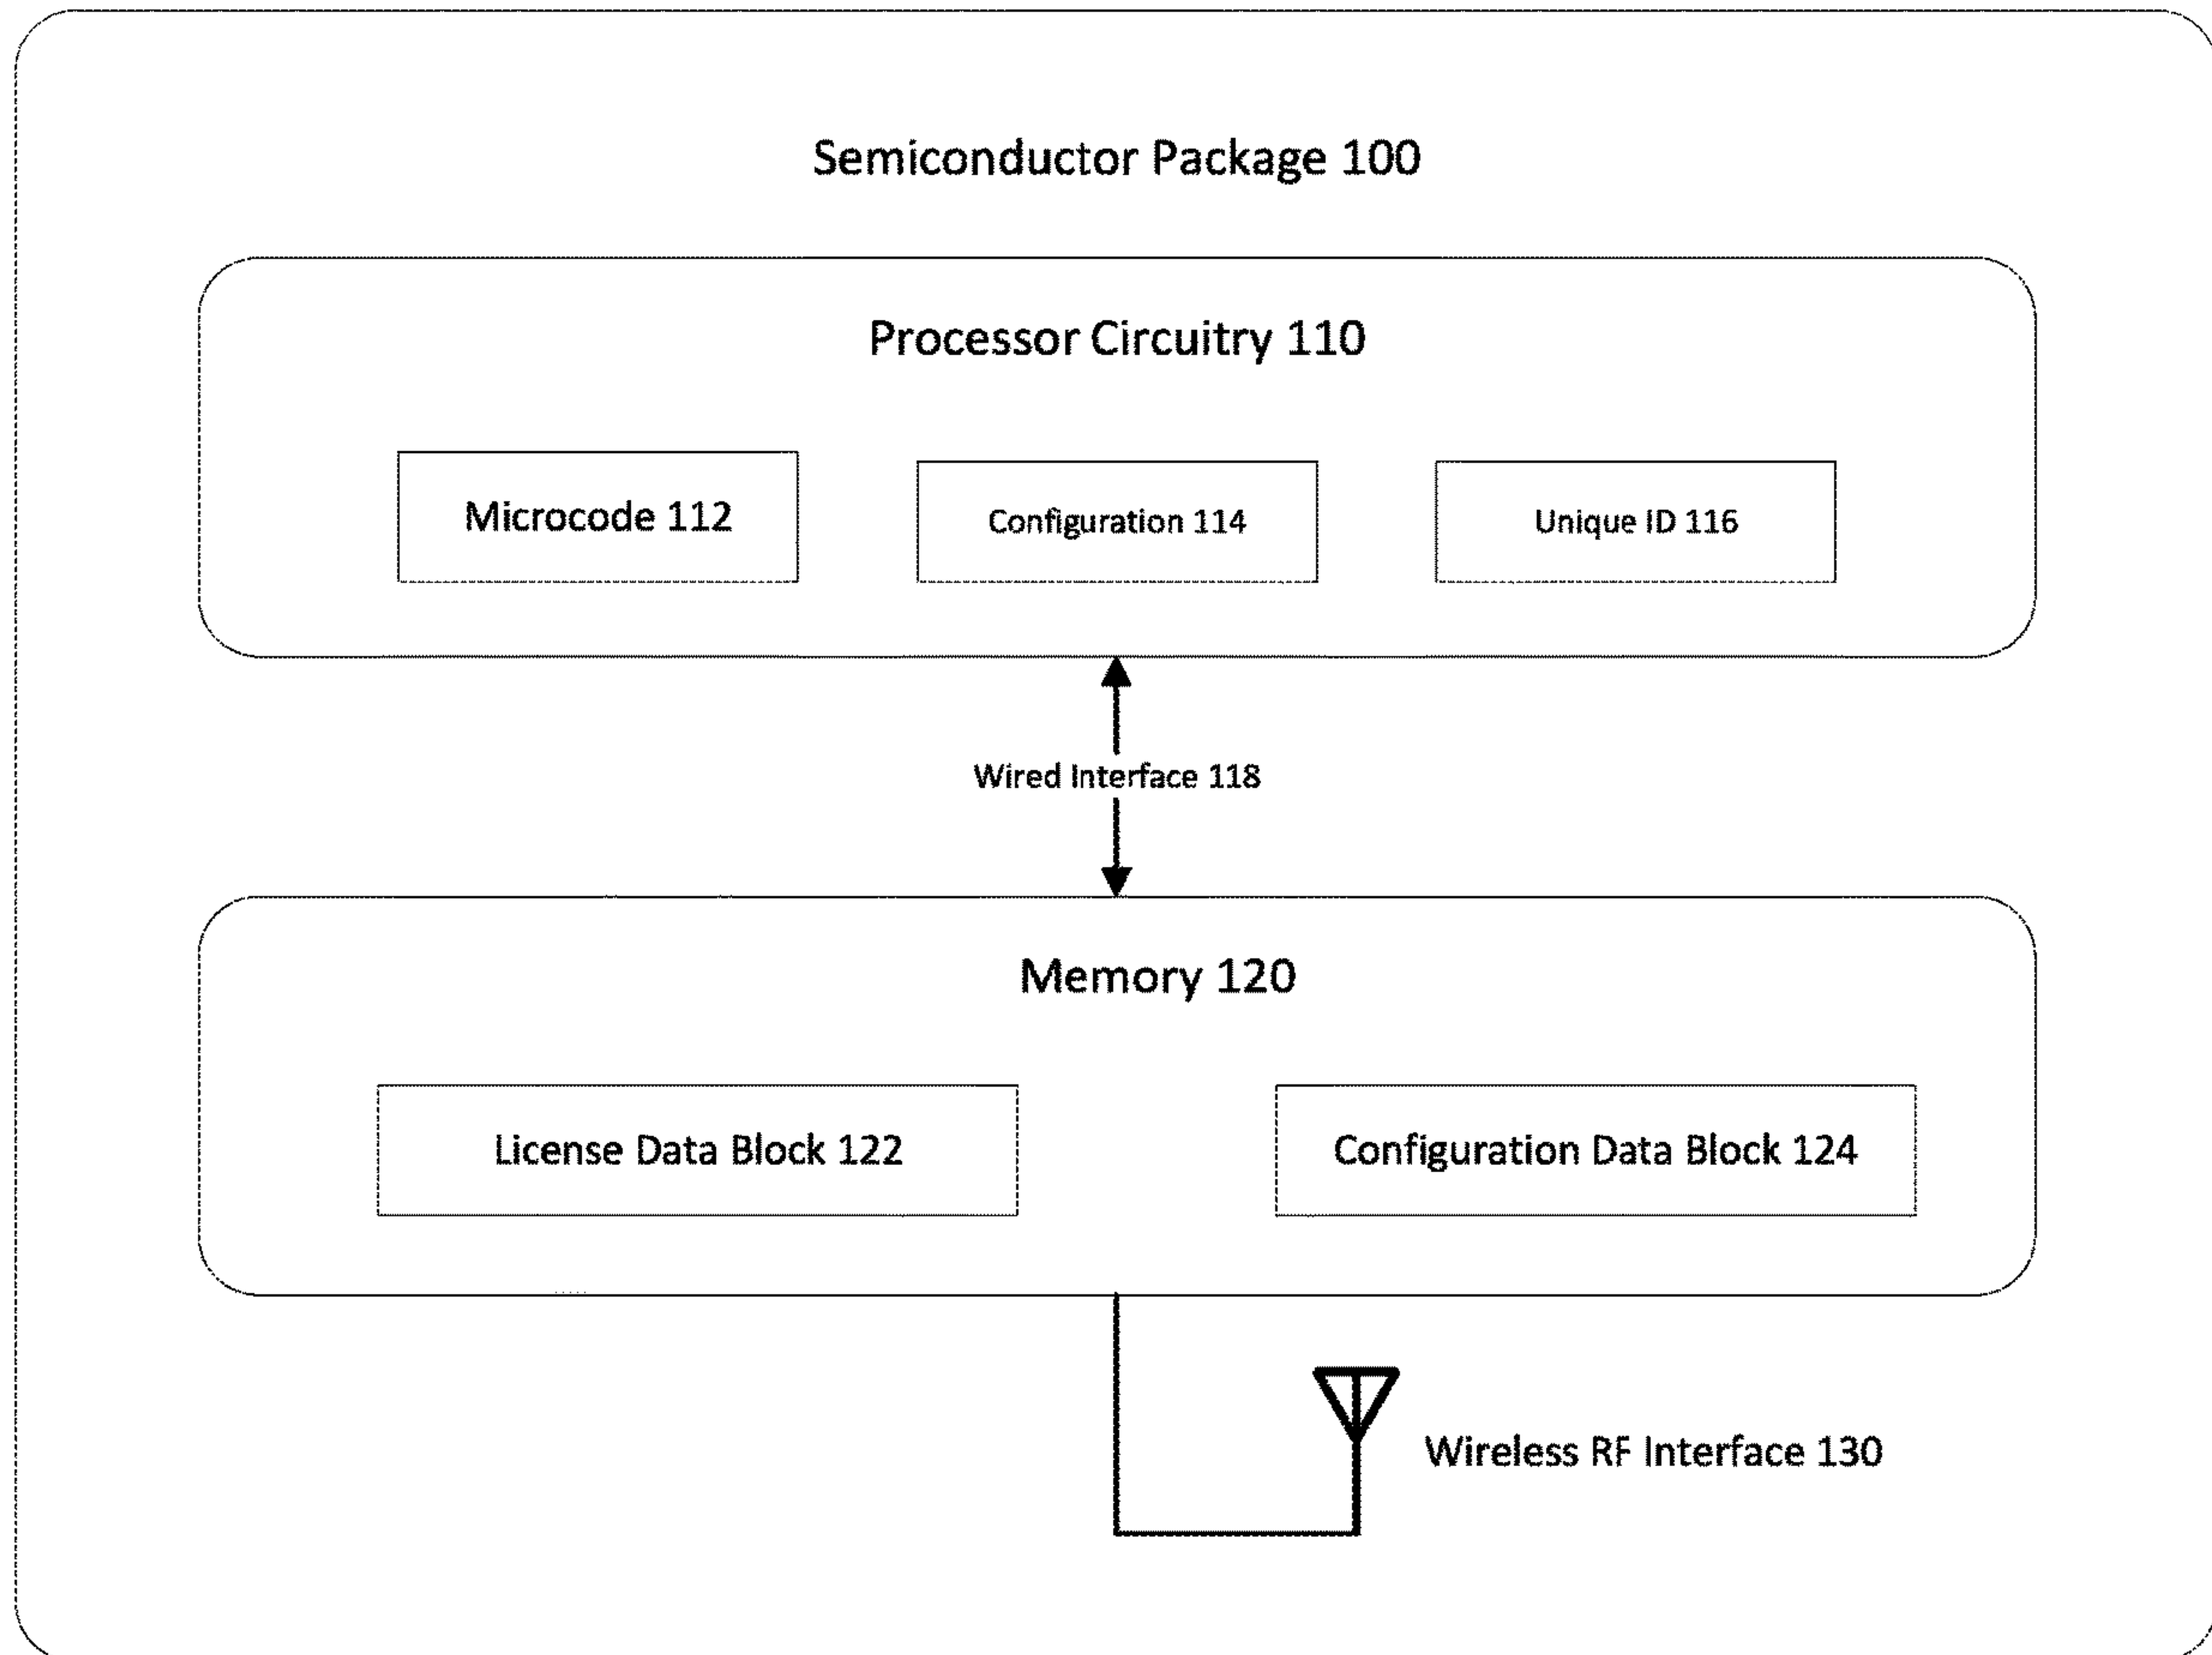 Semiconductor Package 100
Processor Circuitry 110
Microcode 112
Configuration 114
Unique ID 116
Wired Interface 118
Memory 120
License Data Block 122
Configuration Data Block 124
Wireless RF Interface 130